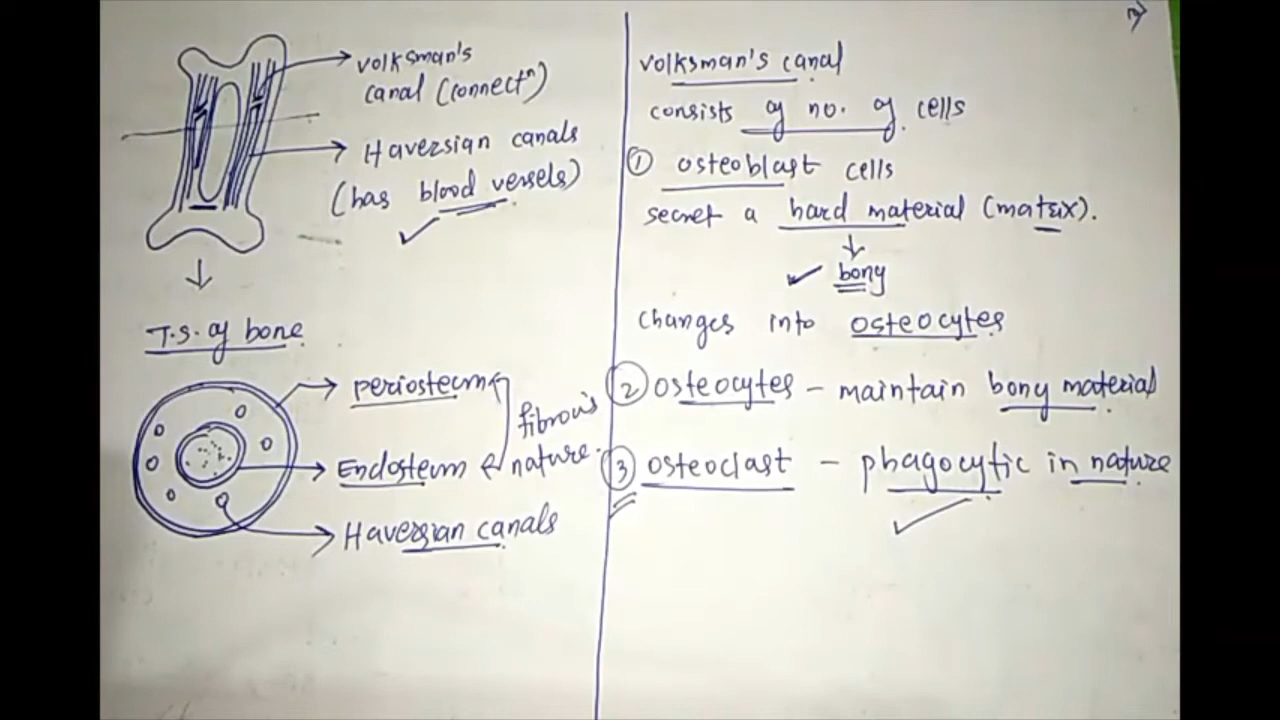 volksman's
canal (connectⁿ)
Haversian canals
(has blood vessels)
T.S. of bone
periosteum
Endosteum
fibrous
nature.
Haversian canals
volksman's canal
consists of no. of cells
① osteoblast cells
secret a hard material (matrix).
bony
changes into osteocytes
② osteocytes - maintain bony material
③ osteoclast - phagocytic in nature